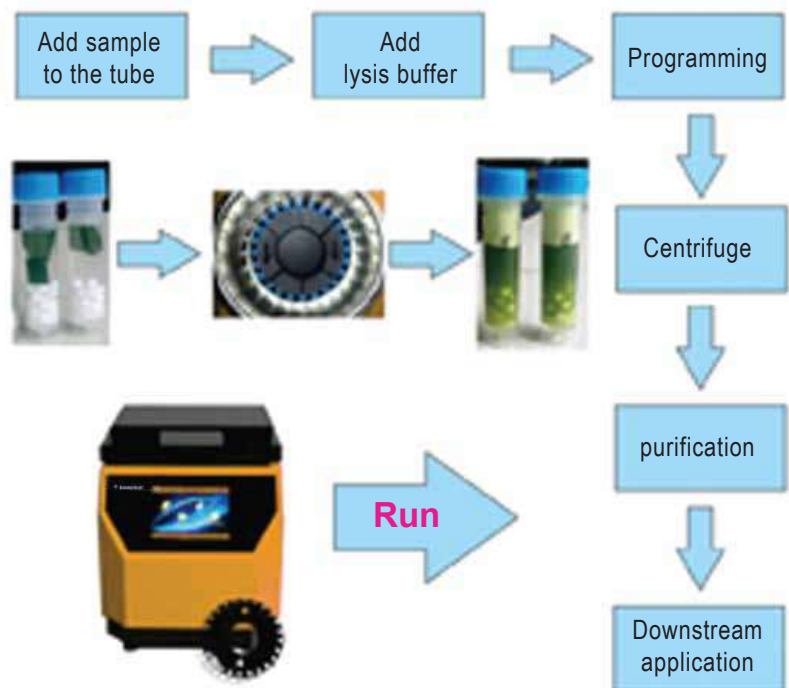 Add sample
to the tube
Add
lysis buffer
Programming
Centrifuge
purification
Run
Downstream
application